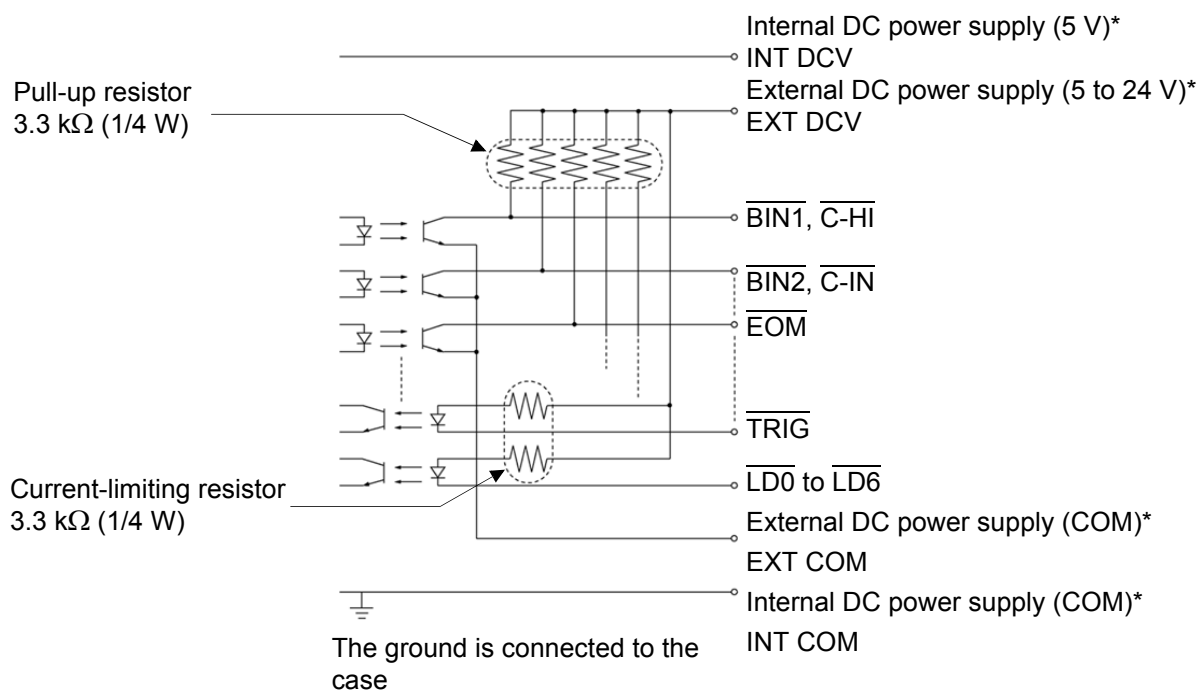 Internal DC power supply (5 V)*
INT DCV
Pull-up resistor
3.3 kΩ (1/4 W)
External DC power supply (5 to 24 V)*
EXT DCV
BIN1, C-HI
BIN2, C-IN
EOM
TRIG
LD0 to LD6
Current-limiting resistor
3.3 kΩ (1/4 W)
External DC power supply (COM)*
EXT COM
Internal DC power supply (COM)*
INT COM
The ground is connected to the
case